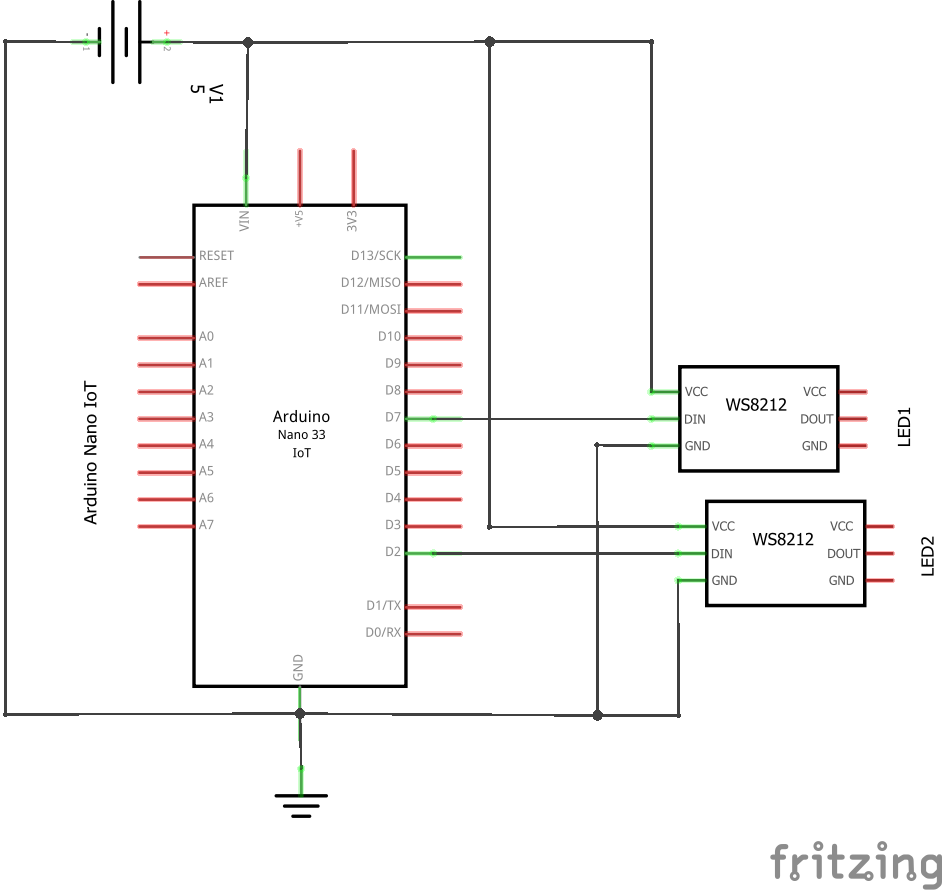 - 1
+ 2
V1
5
VIN
+V5
3V3
RESET
AREF
A0
A1
A2
A3
A4
A5
A6
A7
Arduino Nano IoT
Arduino
Nano 33
IoT
D13/SCK
D12/MISO
D11/MOSI
D10
D9
D8
D7
D6
D5
D4
D3
D2
D1/TX
D0/RX
GND
VCC VCC
WS8212
DIN DOUT
GND GND
LED1
VCC VCC
WS8212
DIN DOUT
GND GND
LED2
fritzing